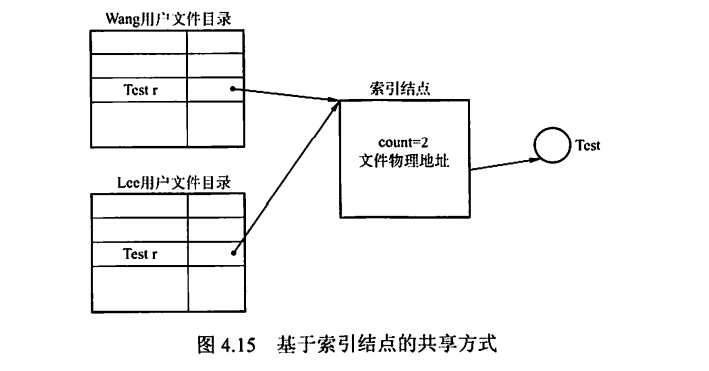 Wang用户文件目录
Test r
索引结点
count=2
文件物理地址
Test
Lee用户文件目录
Test r
图 4.15 基于索引结点的共享方式